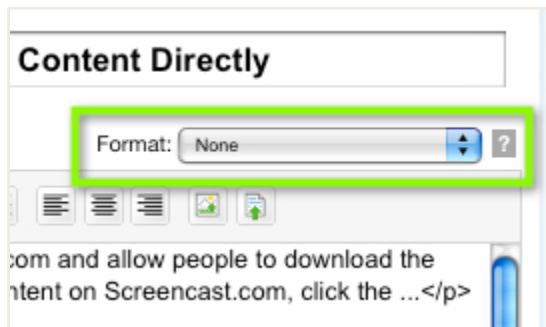 Content Directly
Format: None ?
com and allow people to download the
ntent on Screencast.com, click the ...</p>